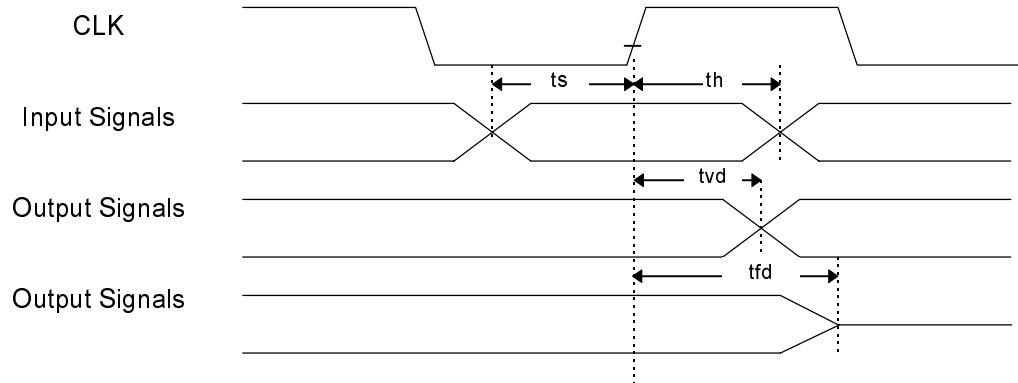 CLK
ts
th
Input Signals
tvd
Output Signals
tfd
Output Signals